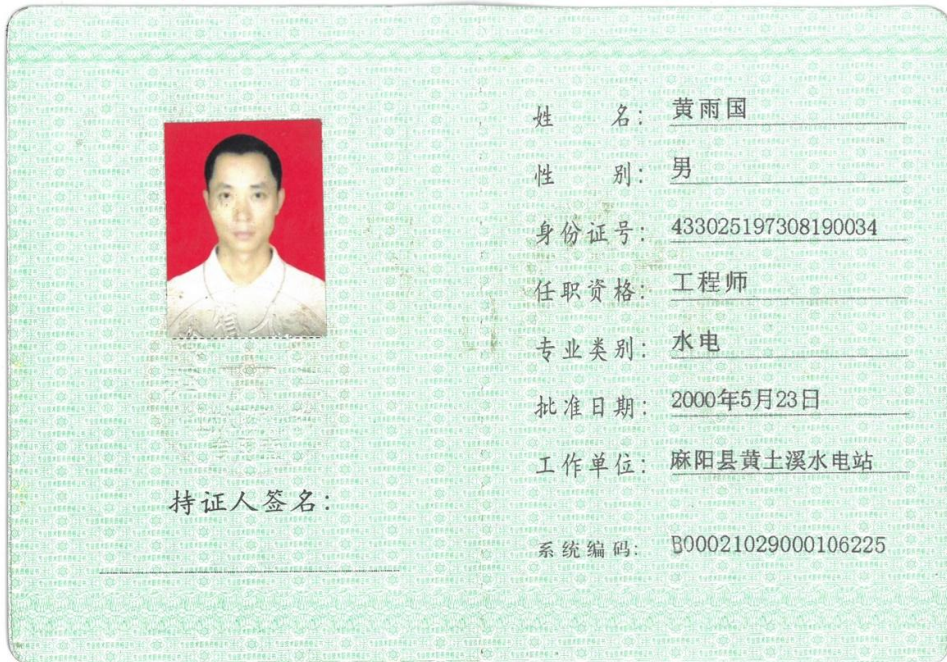 姓名：黄雨国
性别：男
身份证号：433025197308190034
任职资格：工程师
专业类别：水电
批准日期：2000年5月23日
工作单位：麻阳县黄土溪水电站
系统编码：B00021029000106225
持证人签名：